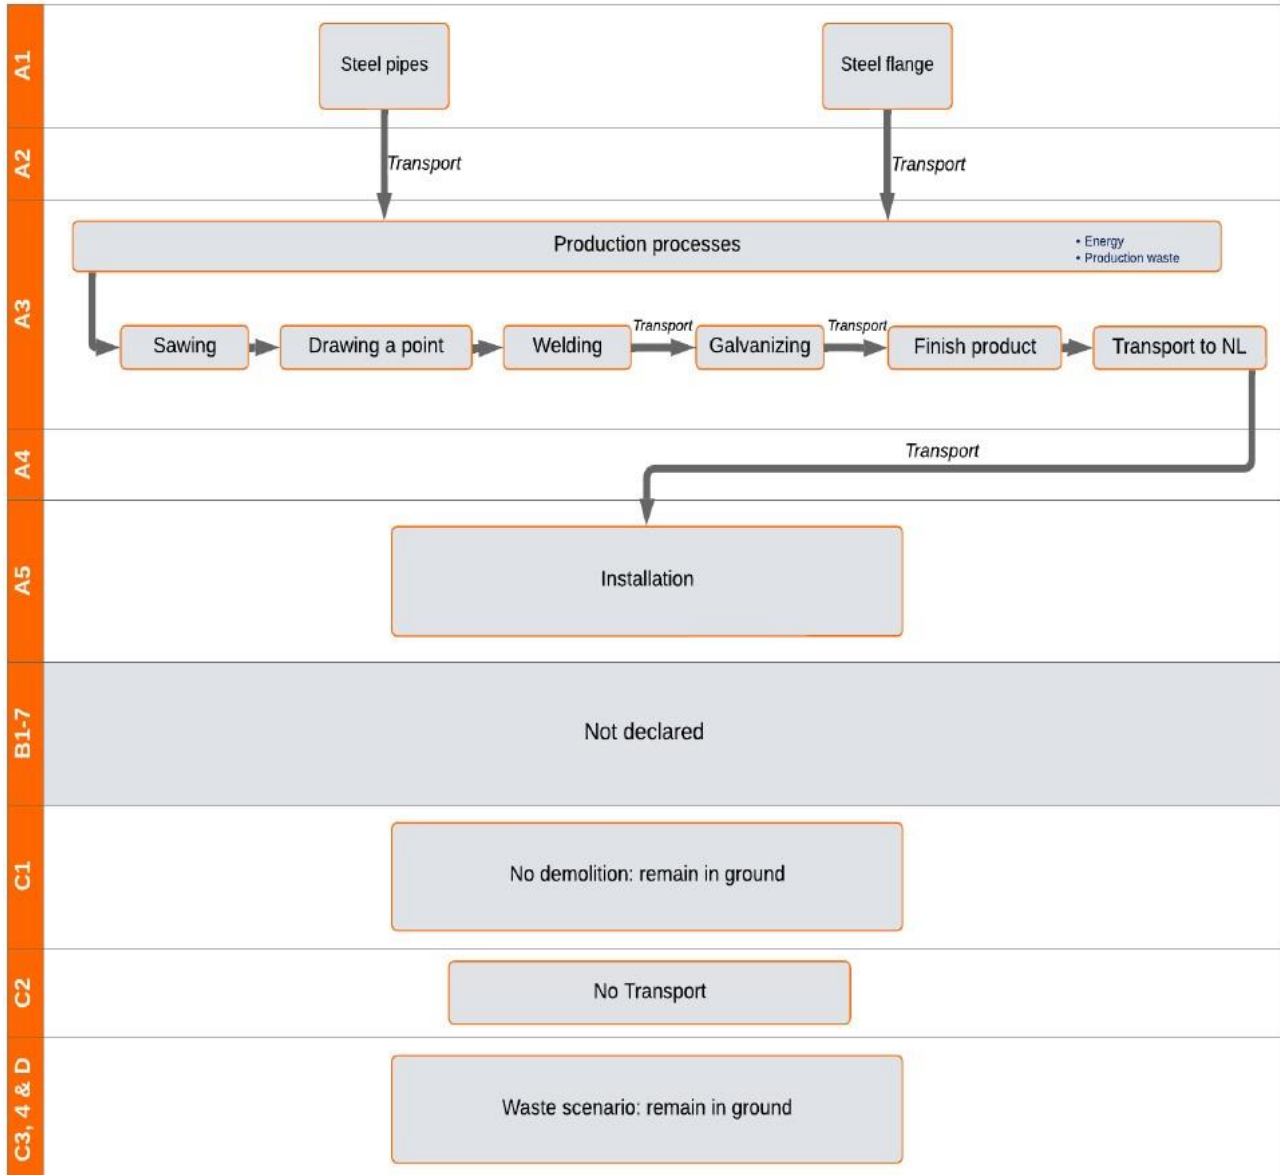 A1
Steel pipes
Steel flange
A2
Transport
Transport
A3
Production processes
• Energy
• Production waste
Sawing
Drawing a point
Welding
Transport
Galvanizing
Transport
Finish product
Transport to NL
A4
Transport
A5
Installation
B1-7
Not declared
C1
No demolition: remain in ground
C2
No Transport
C3, 4 & D
Waste scenario: remain in ground